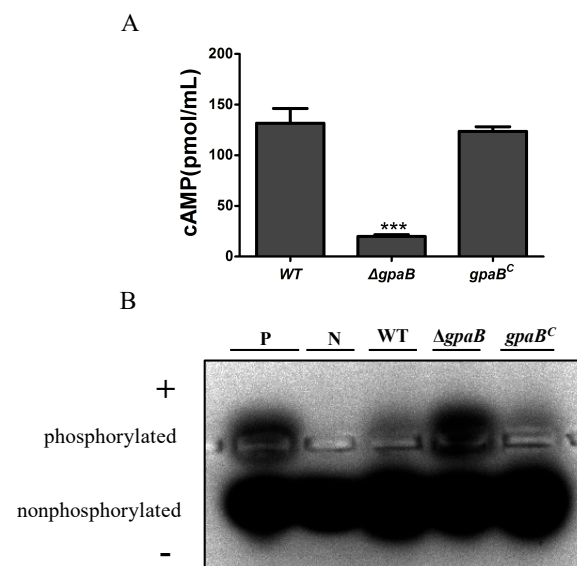 A
200
150
100
50
0
cAMP(pmol/mL)
***
WT ΔgpaB gpaB^C
B
P N WT ΔgpaB gpaB^C
+
phosphorylated
nonphosphorylated
-